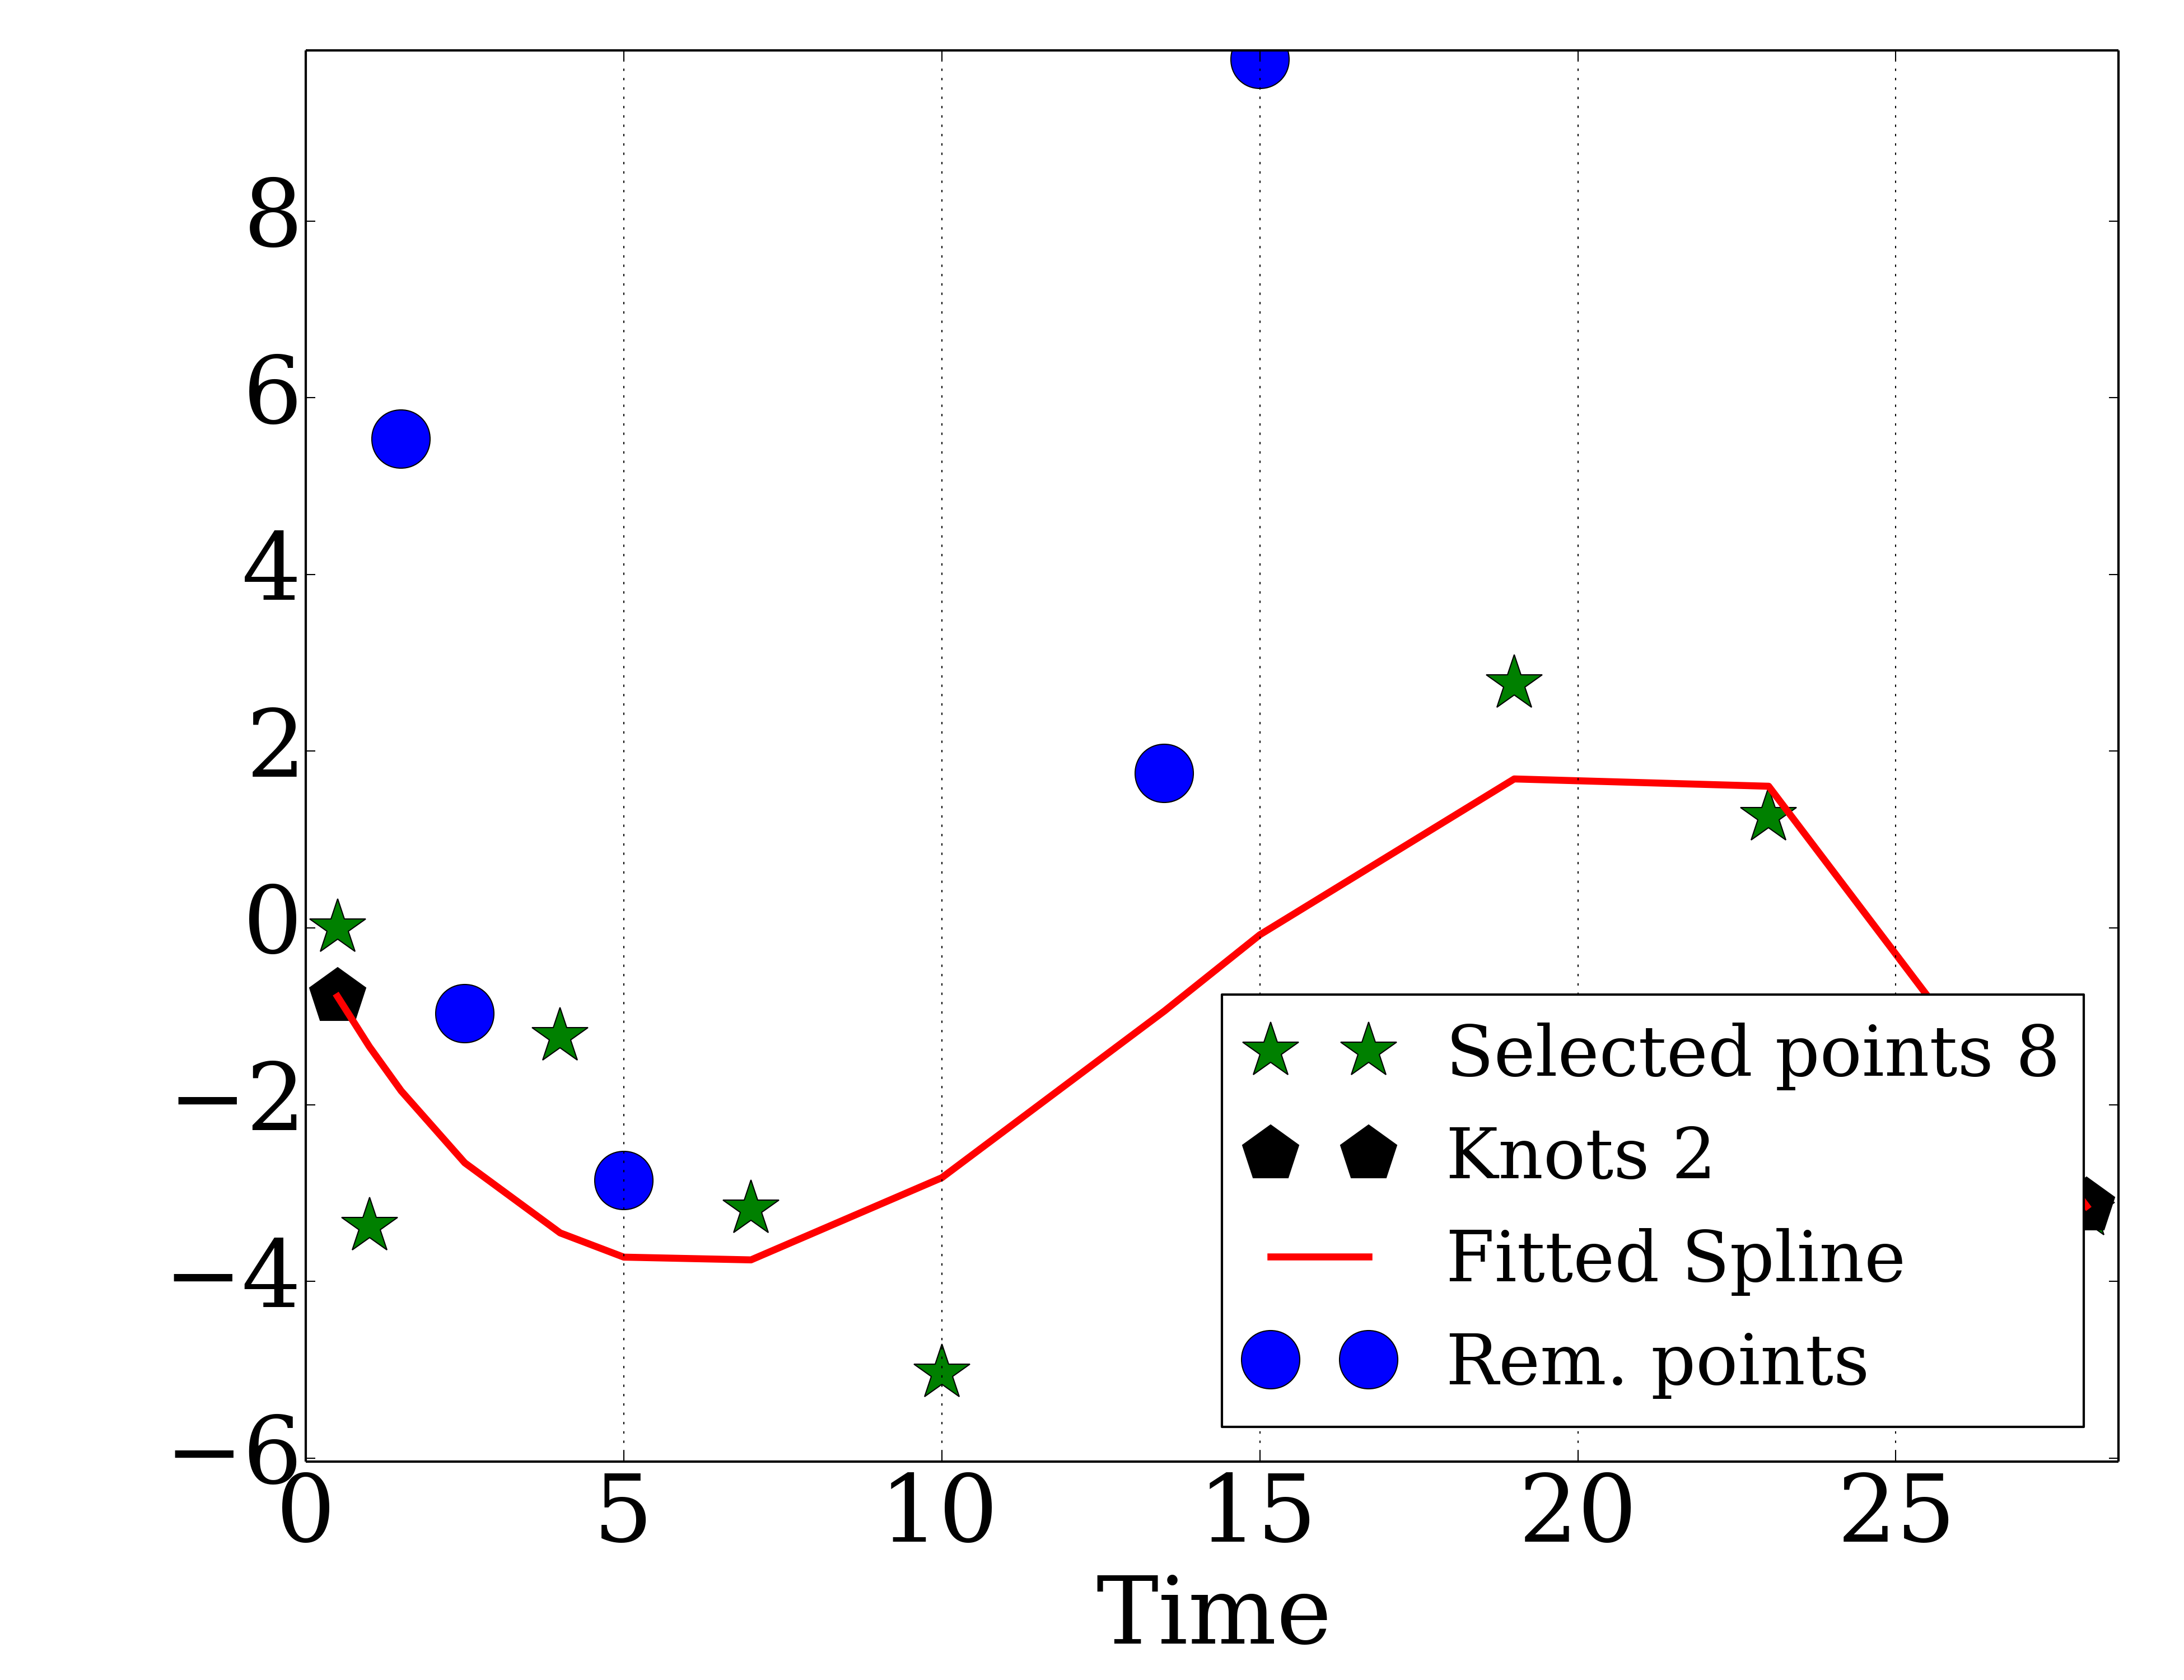 8
6
4
2
0
−2
−4
−6
0 5 10 15 20 25
Time
Selected points 8
Knots 2
Fitted Spline
Rem. points